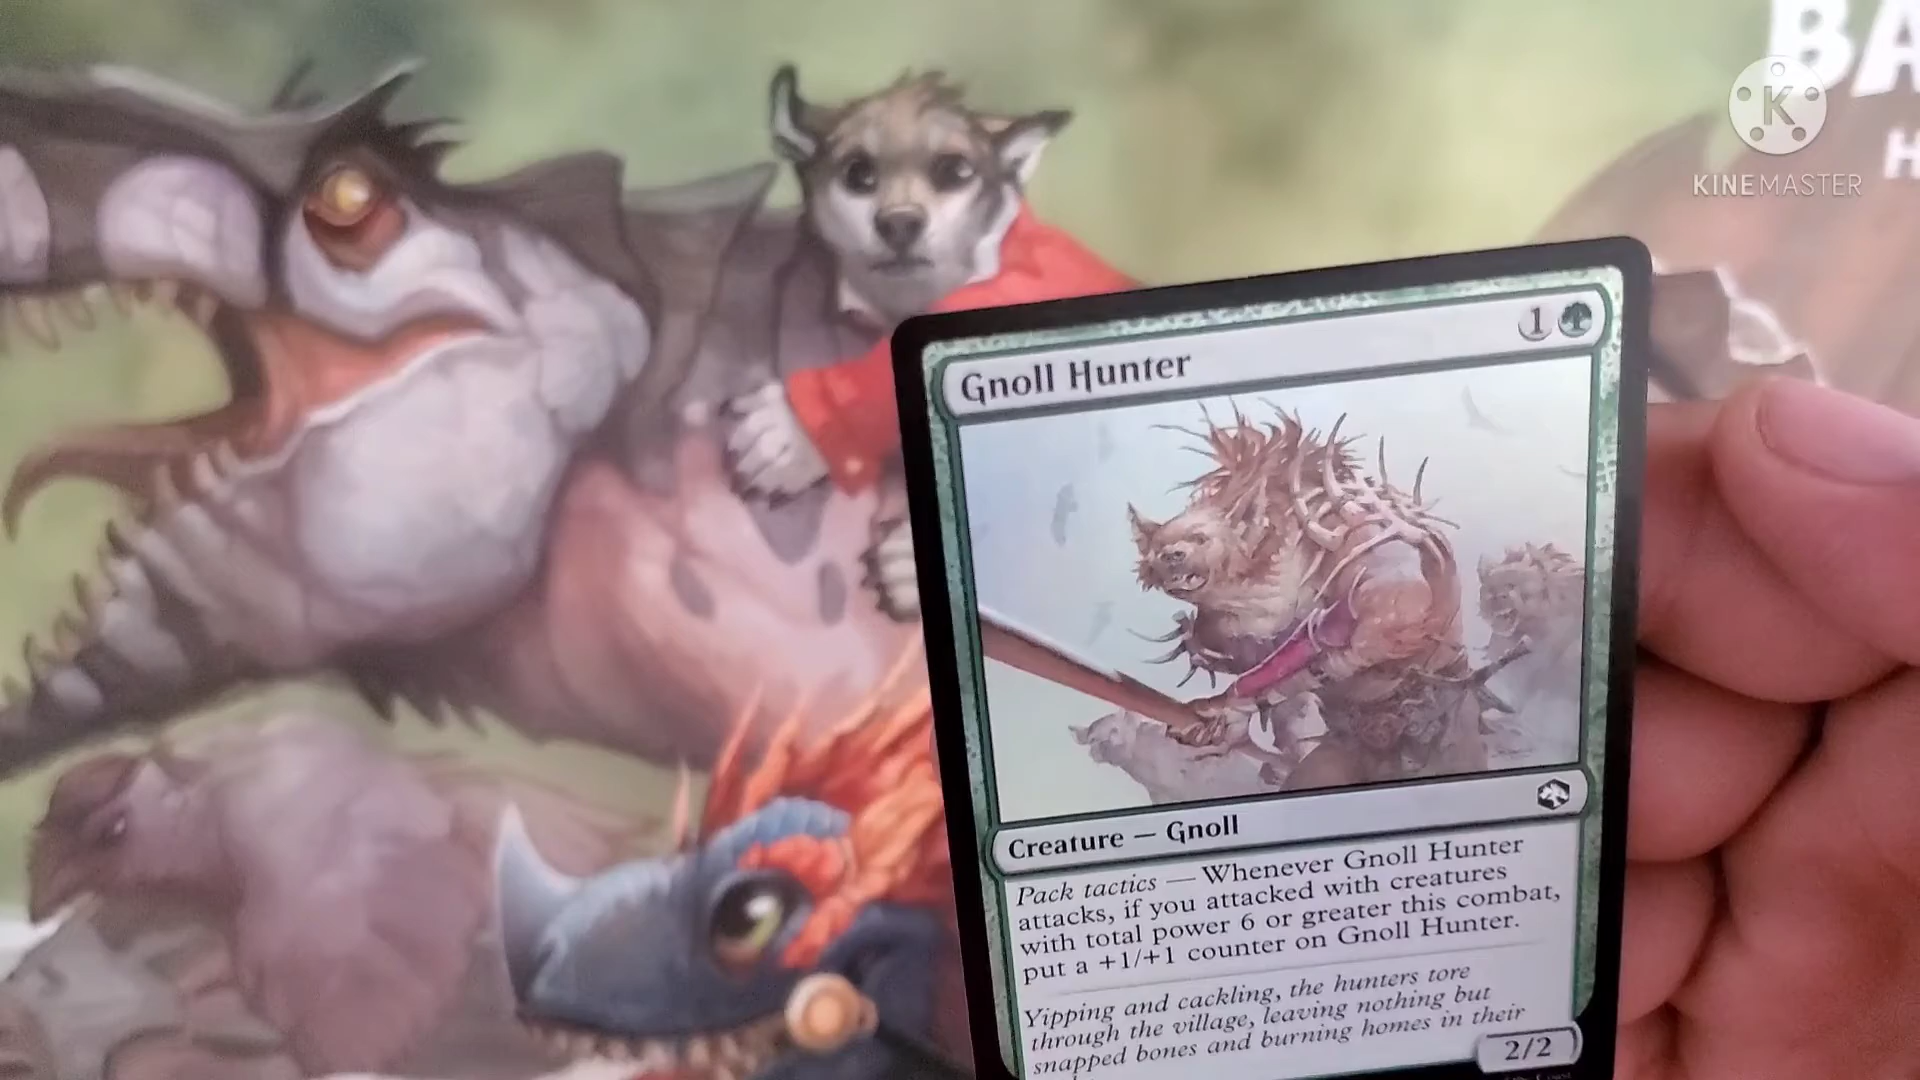 BA
H
K
KINEMASTER
Gnoll Hunter
1
Creature — Gnoll
Pack tactics — Whenever Gnoll Hunter
attacks, if you attacked with creatures
with total power 6 or greater this combat,
put a +1/+1 counter on Gnoll Hunter.
Yipping and cackling, the hunters tore
through the village, leaving nothing but
snapped bones and burning homes in their
2/2